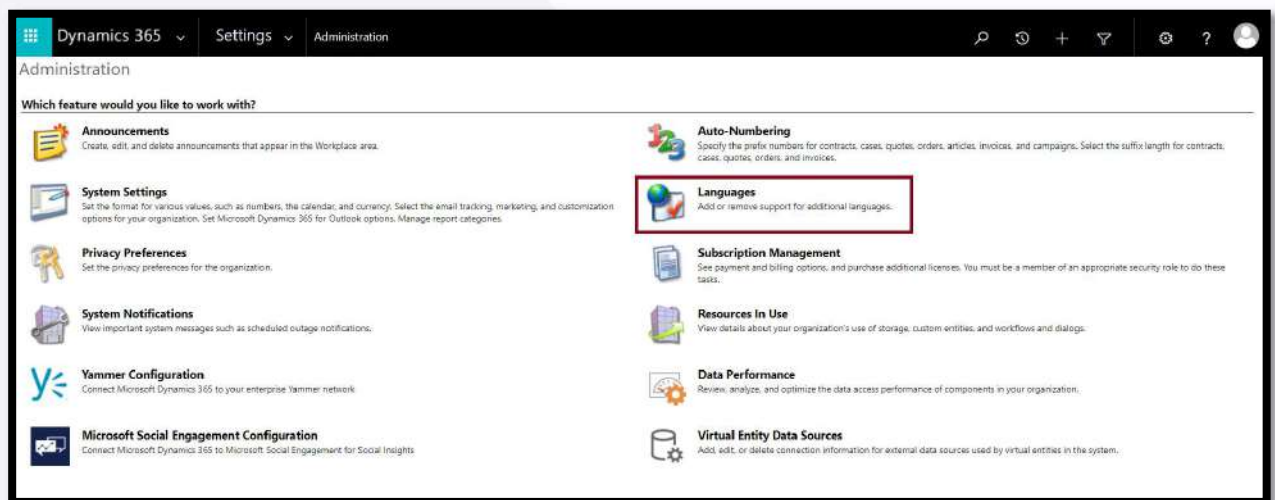 Dynamics 365 Settings Administration
Administration
Which feature would you like to work with?
Announcements
Create, edit, and delete announcements that appear in the Workplace area.
Auto-Numbering
Specify the prefix numbers for contracts, cases, quotes, orders, articles, invoices, and campaigns. Select the suffix length for contracts,
cases, quotes, orders, and invoices.
System Settings
Set the format for various values, such as numbers, the calendar, and currency. Select the email tracking, marketing, and customization
options for your organization. Set Microsoft Dynamics 365 for Outlook options. Manage report categories.
Languages
Add or remove support for additional languages.
Privacy Preferences
Set the privacy preferences for the organization.
Subscription Management
See payment and billing options, and purchase additional licenses. You must be a member of an appropriate security role to do these
tasks.
System Notifications
View important system messages such as scheduled outage notifications.
Resources In Use
View details about your organization's use of storage, custom entities, and workflows and dialogs.
Yammer Configuration
Connect Microsoft Dynamics 365 to your enterprise Yammer network
Data Performance
Review, analyze, and optimize the data access performance of components in your organization.
Microsoft Social Engagement Configuration
Connect Microsoft Dynamics 365 to Microsoft Social Engagement for Social Insights
Virtual Entity Data Sources
Add, edit, or delete connection information for external data sources used by virtual entities in the system.